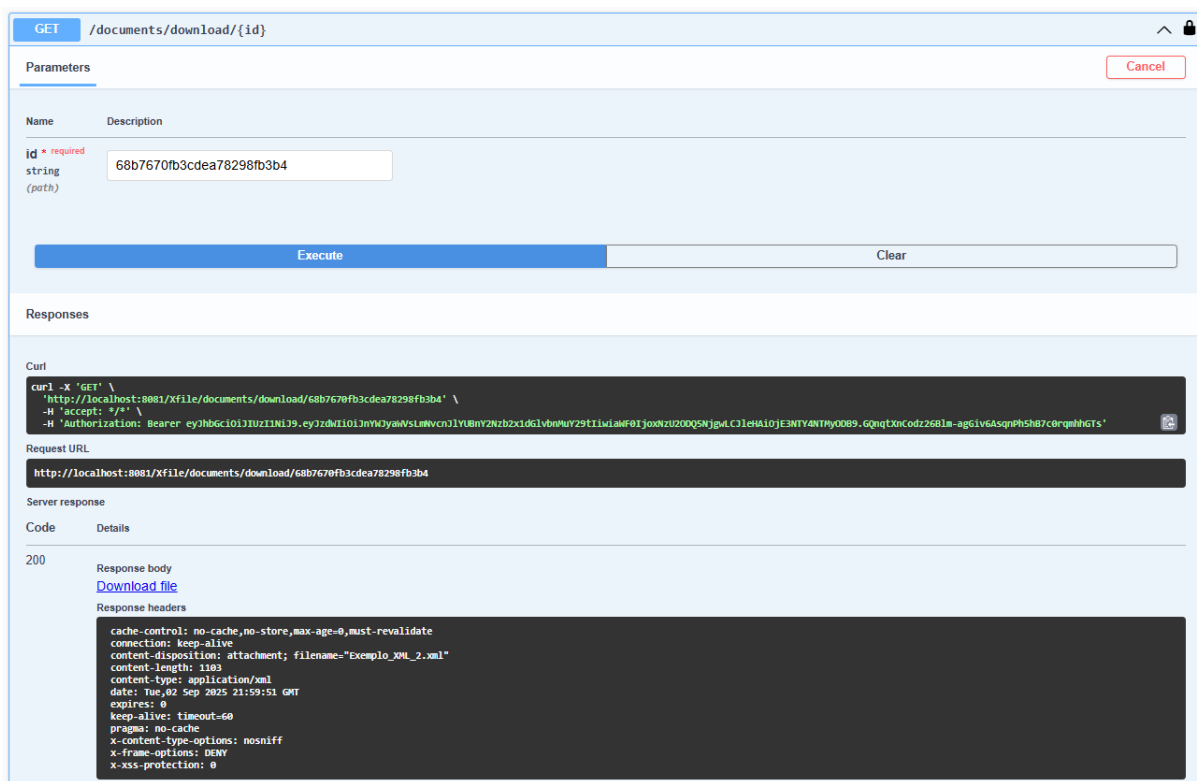 GET /documents/download/{id}
Parameters
Cancel
Name Description
id * required
string
(path)
68b7670fb3cdea78298fb3b4
Execute Clear
Responses
Curl
curl -X 'GET' \
'http://localhost:8081/Xfile/documents/download/68b7670fb3cdea78298fb3b4' \
-H 'accept: */*' \
-H 'Authorization: Bearer
Request URL
http://localhost:8081/Xfile/documents/download/68b7670fb3cdea78298fb3b4
Server response
Code Details
200
Response body
Download file
Response headers
cache-control: no-cache,no-store,max-age=0,must-revalidate
connection: keep-alive
content-disposition: attachment; filename="Exemplo_XML_2.xml"
content-length: 1103
content-type: application/xml
date: Tue,02 Sep 2025 21:59:51 GMT
expires: 0
keep-alive: timeout=60
pragma: no-cache
x-content-type-options: nosniff
x-frame-options: DENY
x-xss-protection: 0